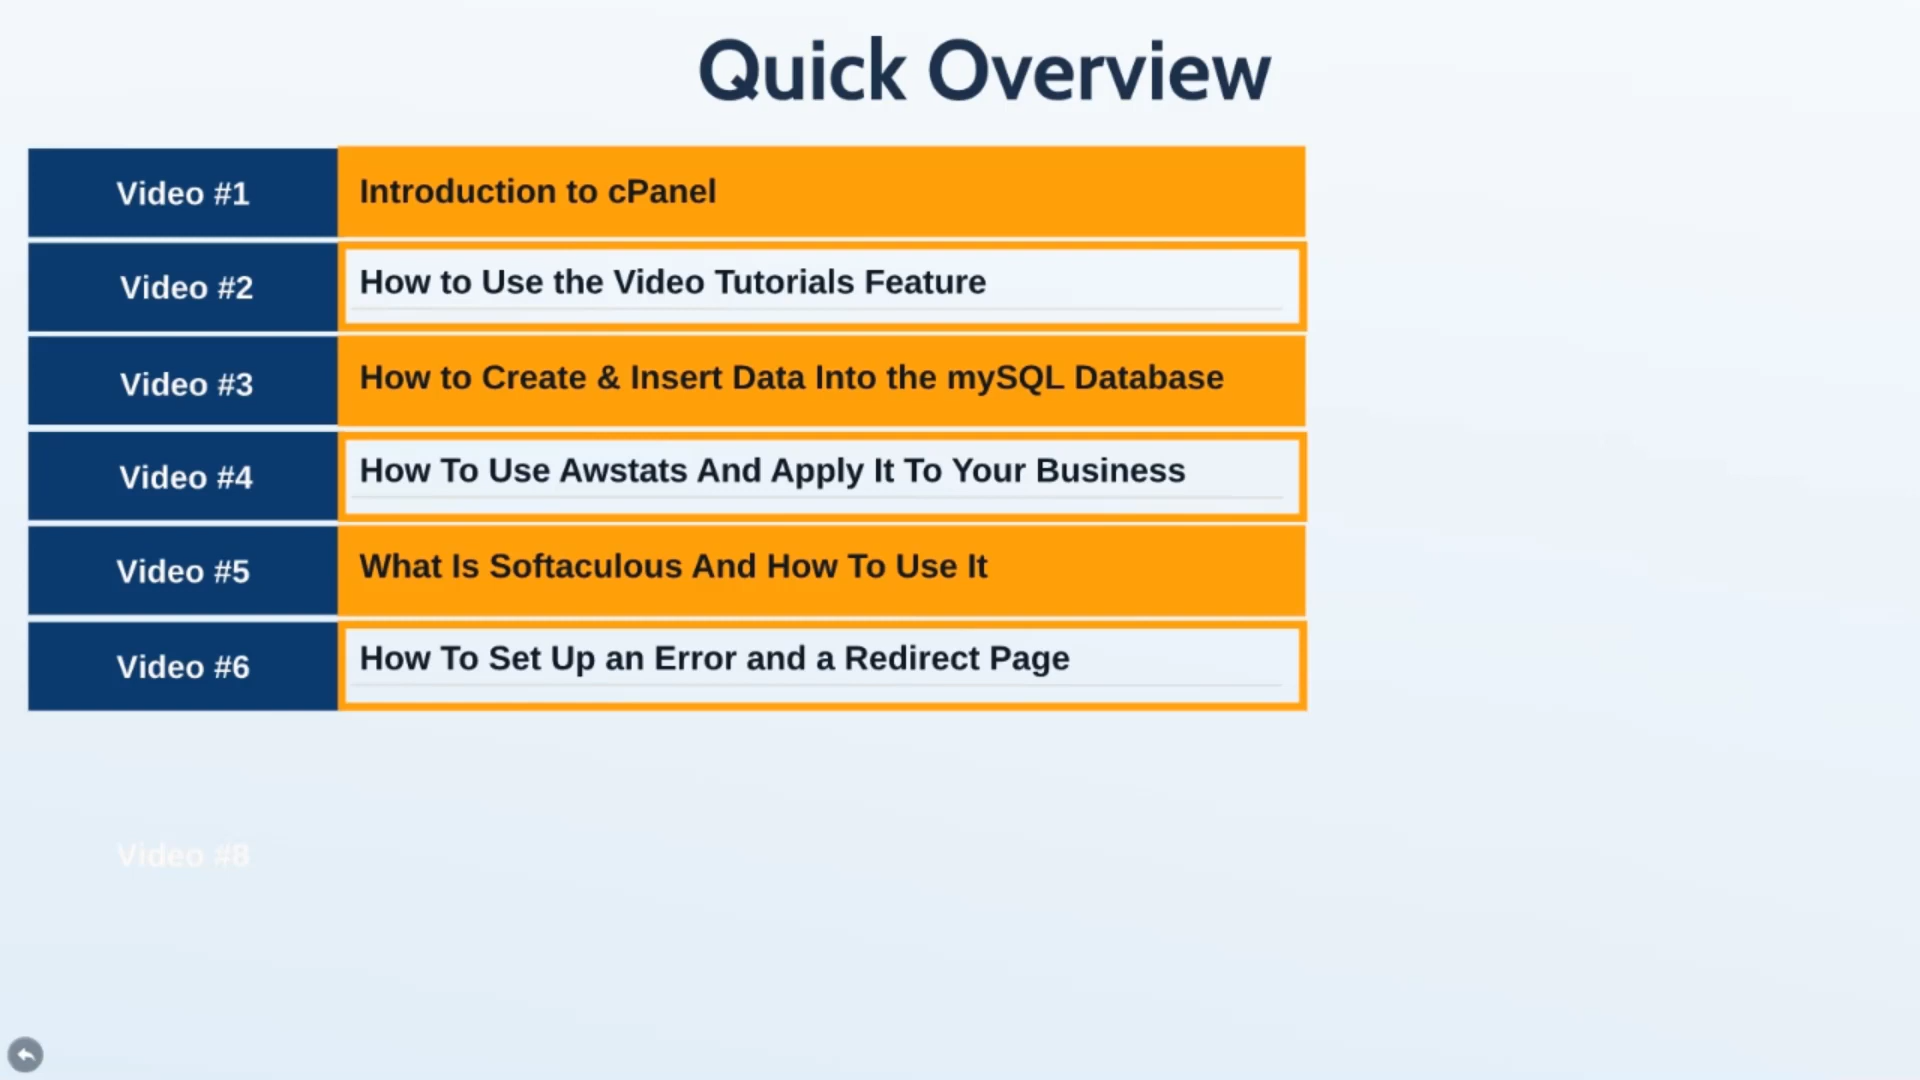 Quick Overview
Video #1
Introduction to cPanel
Video #2
How to Use the Video Tutorials Feature
Video #3
How to Create & Insert Data Into the mySQL Database
Video #4
How To Use Awstats And Apply It To Your Business
Video #5
What Is Softaculous And How To Use It
Video #6
How To Set Up an Error and a Redirect Page
Video #8